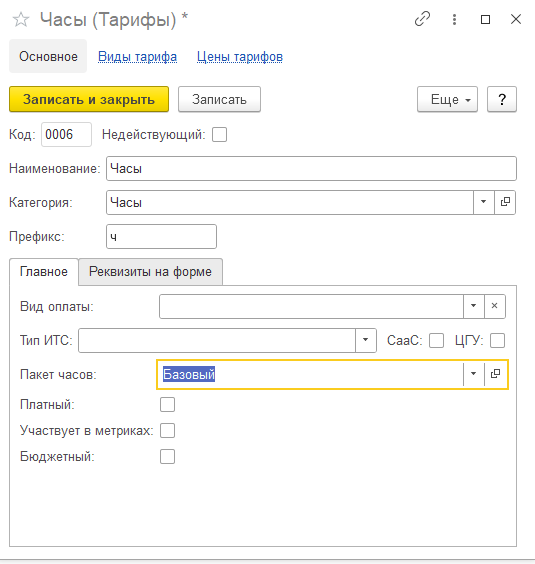 Часы (Тарифы) *
Основное Виды тарифа Цены тарифов
Записать и закрыть Записать Еще ?
Код: 0006 Недействующий:
Наименование: Часы
Категория: Часы
Префикс: ч
Главное Реквизиты на форме
Вид оплаты:
Тип ИТС: СааС: ЦГУ:
Пакет часов: Базовый
Платный:
Участвует в метриках:
Бюджетный: